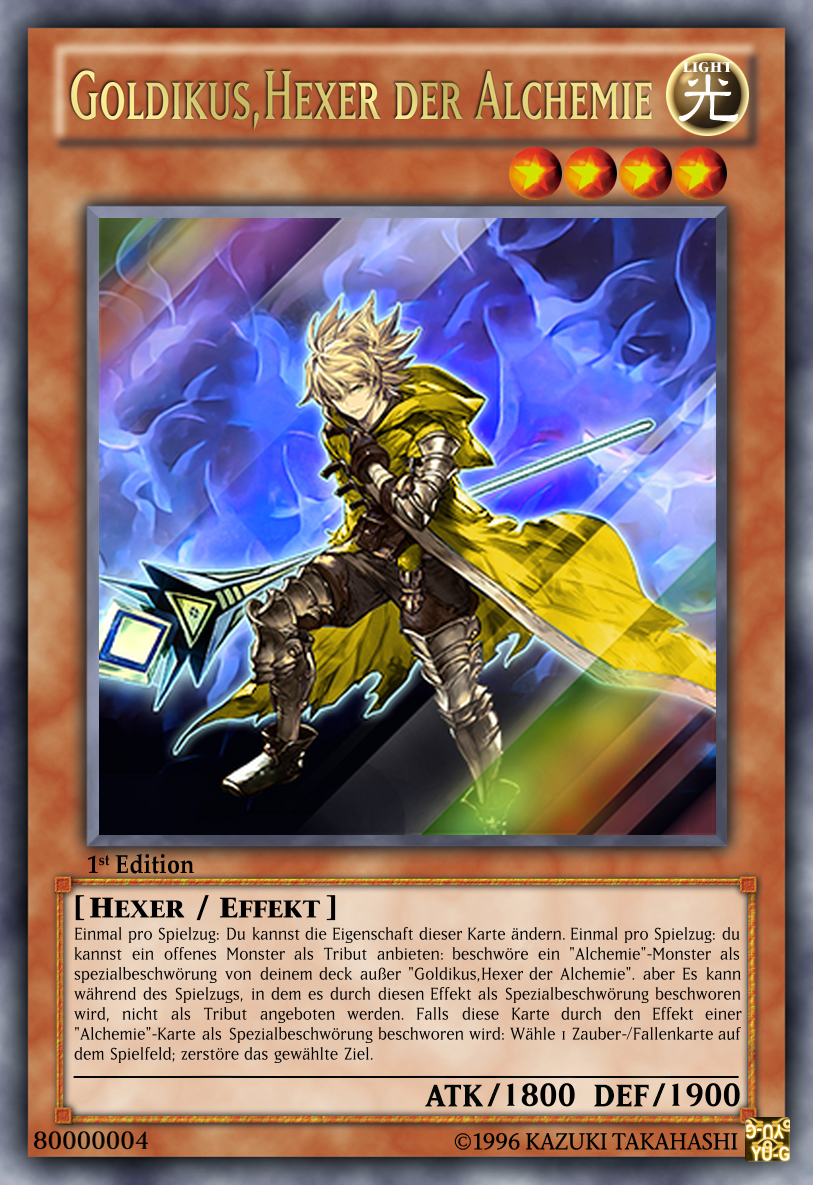 Goldikus,Hexer der Alchemie
LIGHT
光
1st Edition
[ Hexer / Effekt ]
Einmal pro Spielzug: Du kannst die Eigenschaft dieser Karte ändern. Einmal pro Spielzug: du
kannst ein offenes Monster als Tribut anbieten: beschwöre ein "Alchemie"-Monster als
spezialbeschwörung von deinem deck außer "Goldikus,Hexer der Alchemie". aber Es kann
während des Spielzugs, in dem es durch diesen Effekt als Spezialbeschwörung beschworen
wird, nicht als Tribut angeboten werden. Falls diese Karte durch den Effekt einer
"Alchemie"-Karte als Spezialbeschwörung beschworen wird: Wähle 1 Zauber-/Fallenkarte auf
dem Spielfeld; zerstöre das gewählte Ziel.
ATK/1800 DEF/1900
80000004
©1996 KAZUKI TAKAHASHI